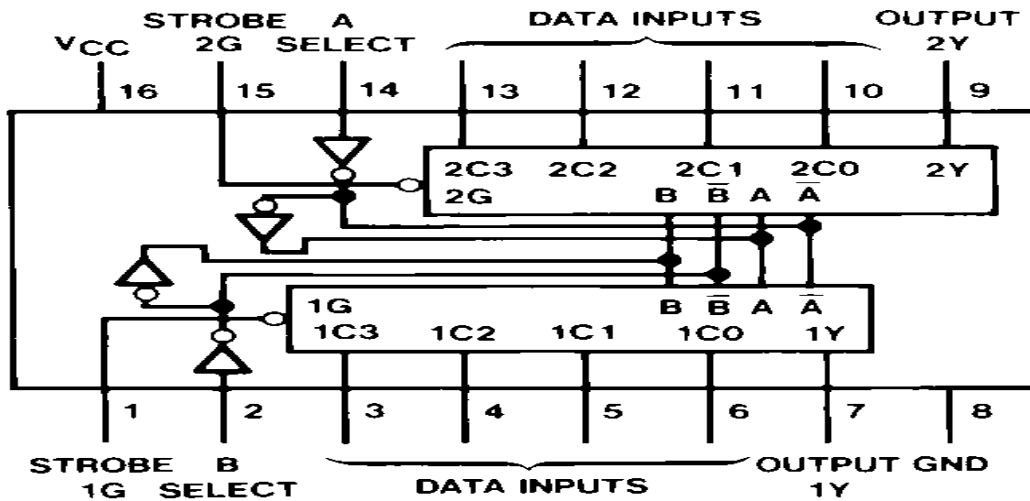 STROBE A DATA INPUTS OUTPUT
VCC 2G SELECT 2Y
16 15 14 13 12 11 10 9
2C3 2C2 2C1 2C0 2Y
2G B B̅ A A̅
1G B B̅ A A̅
1C3 1C2 1C1 1C0 1Y
1 2 3 4 5 6 7 8
STROBE B DATA INPUTS OUTPUT GND
1G SELECT 1Y